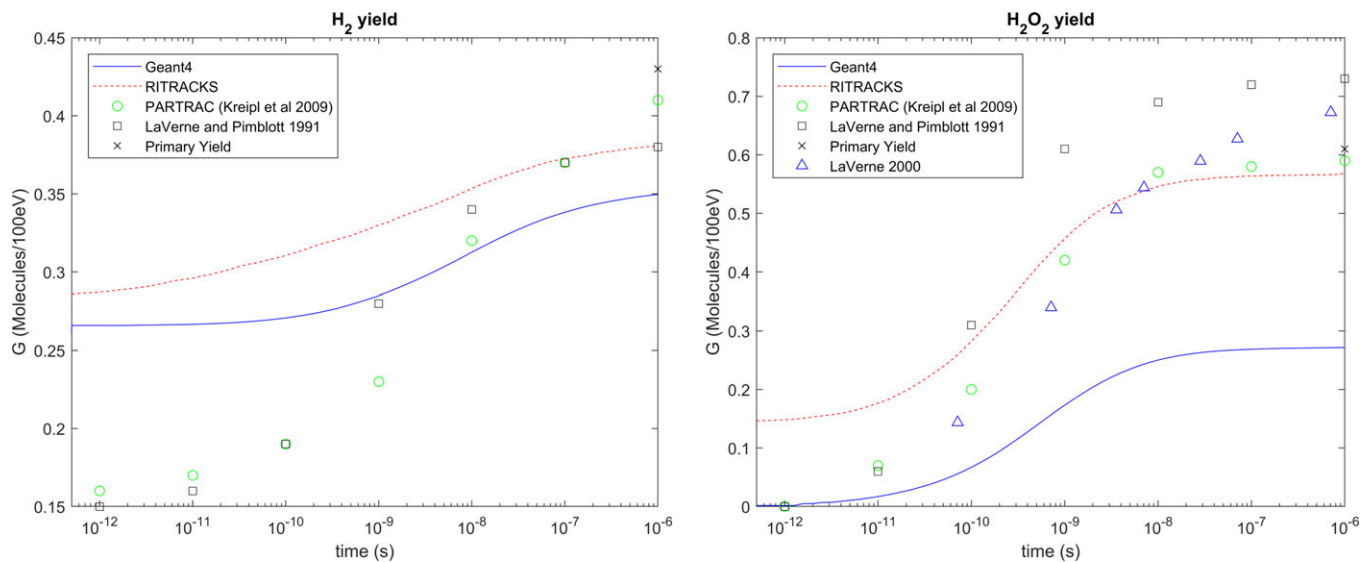 H2 yield
0.45
0.4
0.35
0.3
0.25
0.2
0.15
G (Molecules/100eV)
Geant4
RITRACKS
PARTRAC (Kreipl et al 2009)
LaVerne and Pimblott 1991
Primary Yield
10-12
10-11
10-10
10-9
10-8
10-7
10-6
time (s)
H2O2 yield
0.8
0.7
0.6
0.5
0.4
0.3
0.2
0.1
0
G (Molecules/100eV)
Geant4
RITRACKS
PARTRAC (Kreipl et al 2009)
LaVerne and Pimblott 1991
Primary Yield
LaVerne 2000
10-12
10-11
10-10
10-9
10-8
10-7
10-6
time (s)